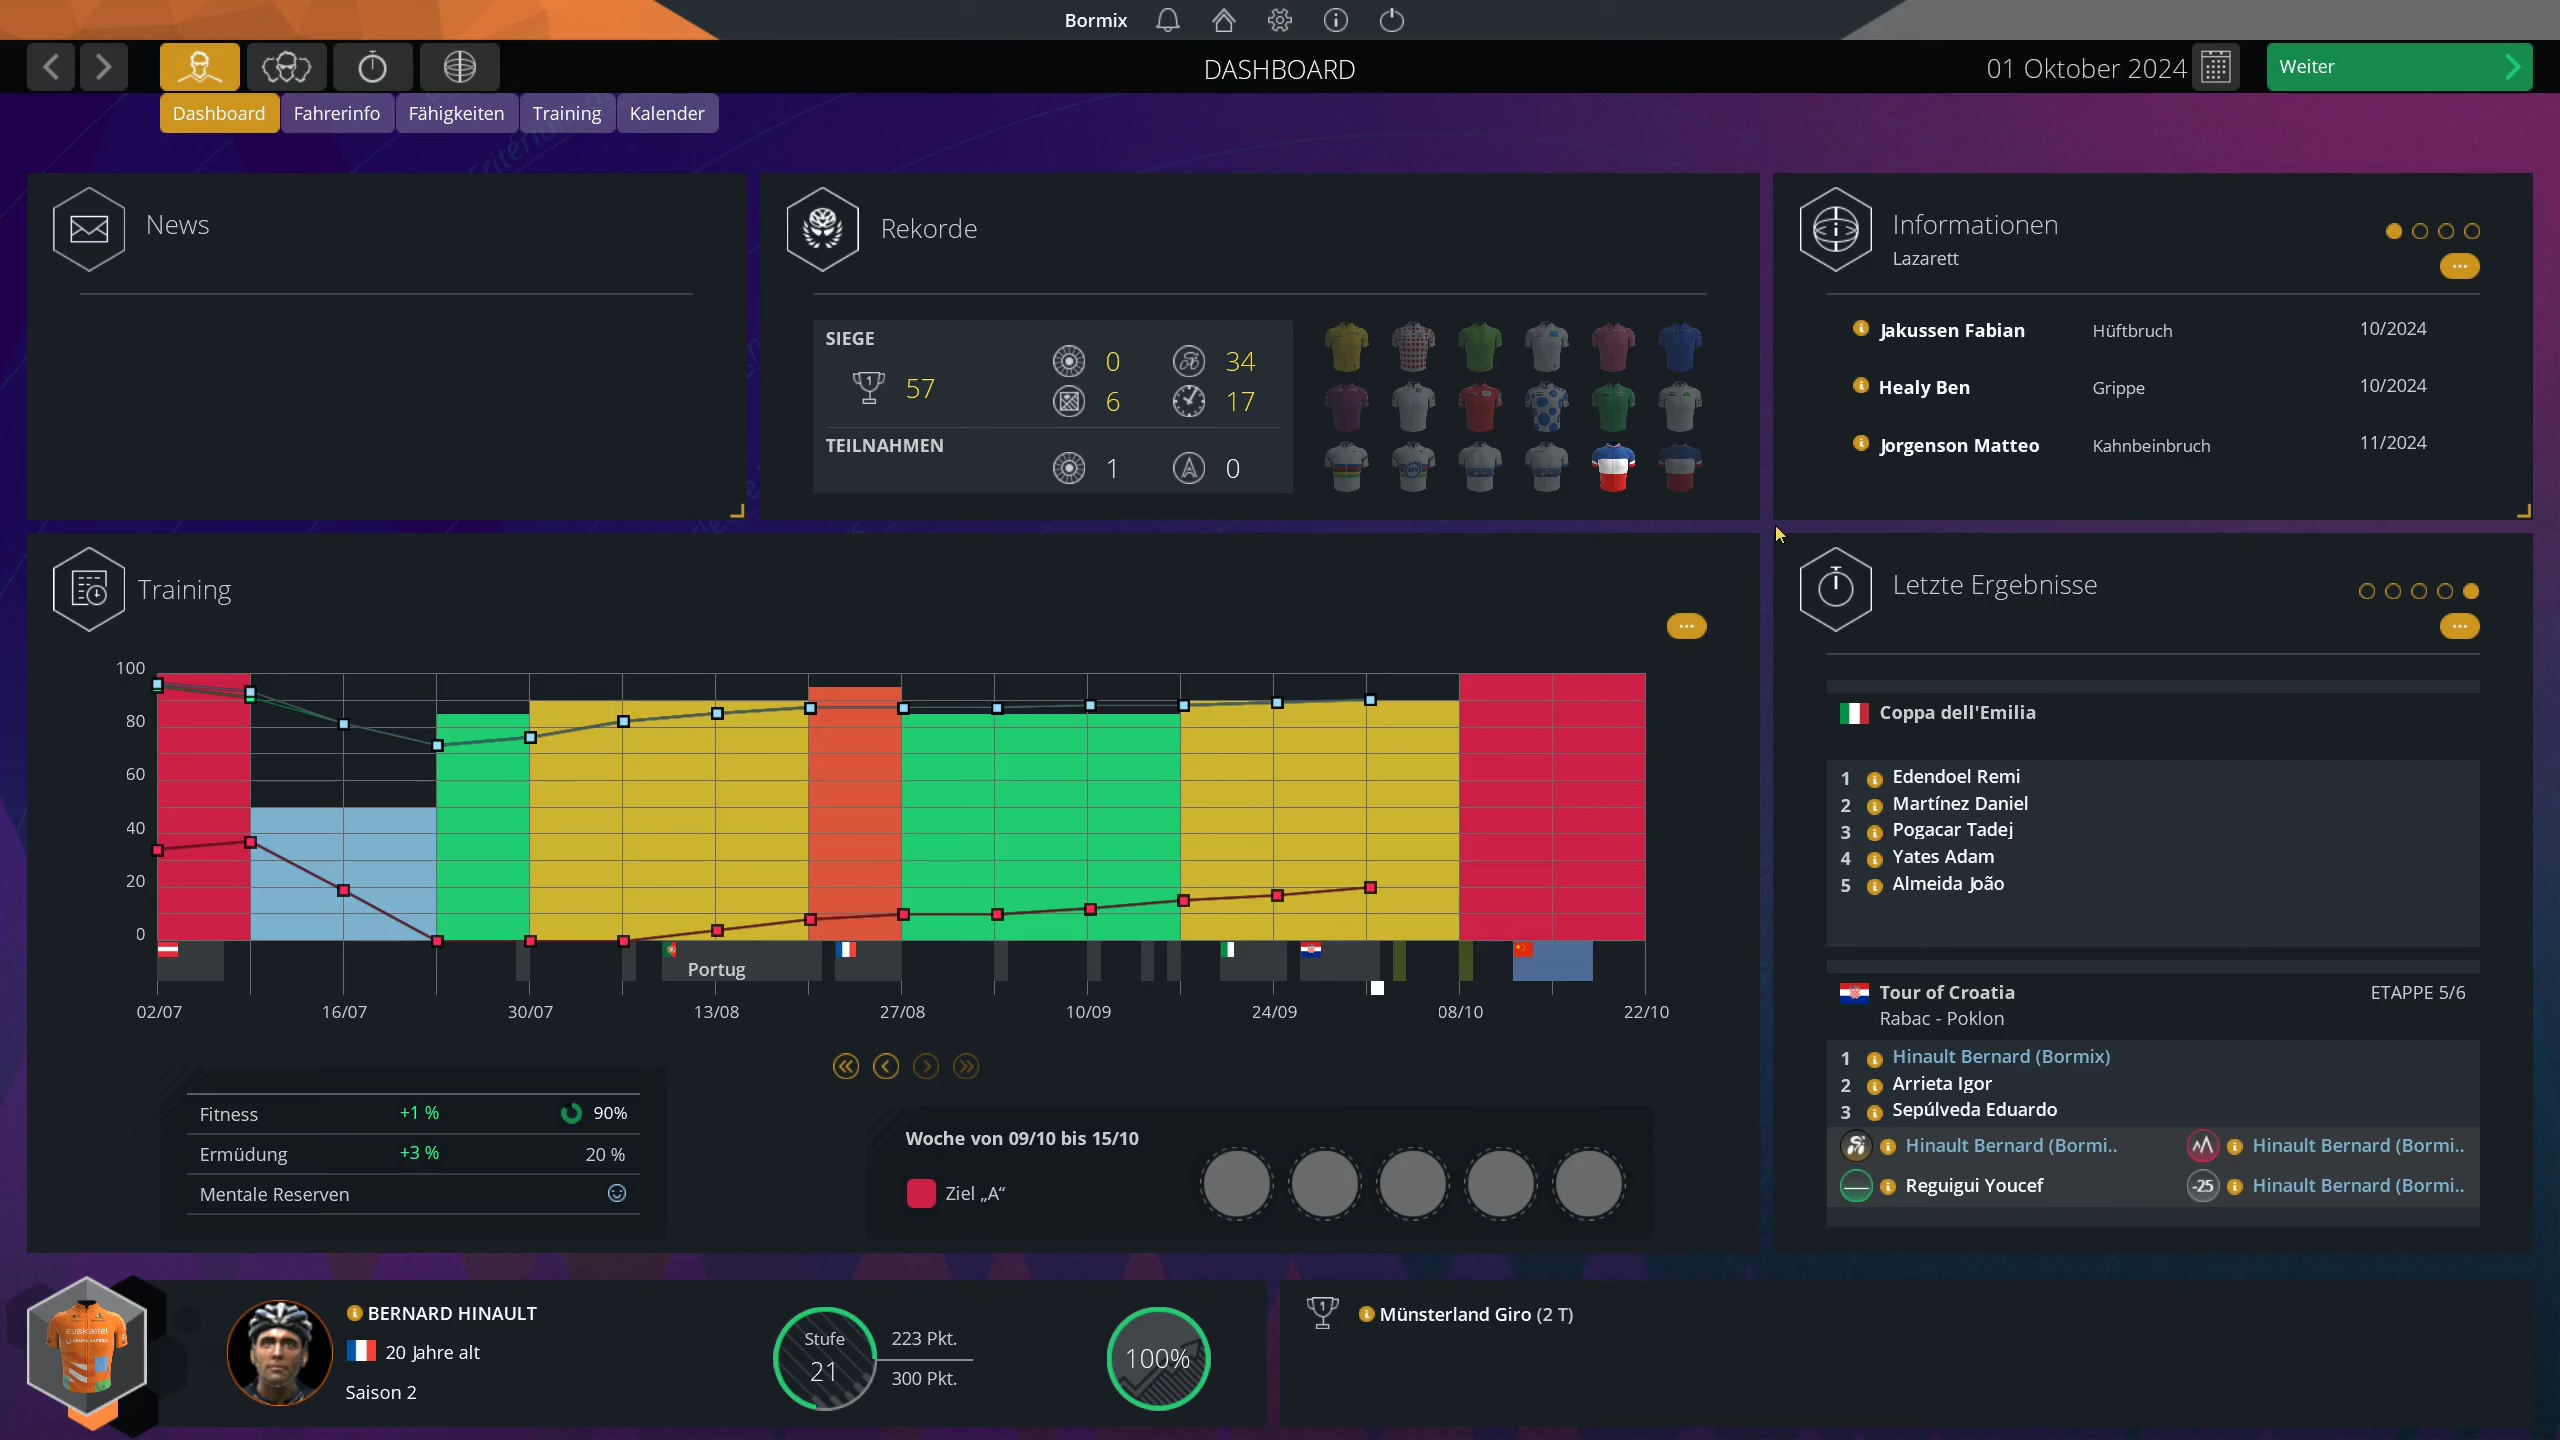 Bormix
DASHBOARD
01 Oktober 2024
Weiter
Dashboard
Fahrerinfo
Fähigkeiten
Training
Kalender
News
Rekorde
SIEGE
57
0
34
6
17
TEILNAHMEN
1
0
Informationen
Lazarett
Jakussen Fabian Hüftbruch 10/2024
Healy Ben Grippe 10/2024
Jorgenson Matteo Kahnbeinbruch 11/2024
Training
100
80
60
40
20
0
Portug
02/07 16/07 30/07 13/08 27/08 10/09 24/09 08/10 22/10
Fitness +1 % 90%
Ermüdung +3 % 20 %
Mentale Reserven
Woche von 09/10 bis 15/10
Ziel „A“
Letzte Ergebnisse
Coppa dell'Emilia
1 Edendoel Remi
2 Martínez Daniel
3 Pogacar Tadej
4 Yates Adam
5 Almeida João
Tour of Croatia ETAPPE 5/6
Rabac - Poklon
1 Hinault Bernard (Bormix)
2 Arrieta Igor
3 Sepúlveda Eduardo
Hinault Bernard (Bormi.. Hinault Bernard (Bormi..
Reguigui Youcef -25 Hinault Bernard (Bormi..
euskaltel
BERNARD HINAULT
20 Jahre alt
Saison 2
Stufe
21
223 Pkt.
300 Pkt.
100%
Münsterland Giro (2 T)